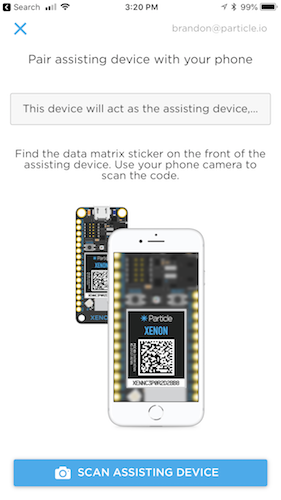 Search
3:20 PM
99%
brandon@particle.io
Pair assisting device with your phone
This device will act as the assisting device,...
Find the data matrix sticker on the front of the
assisting device. Use your phone camera to
scan the code.
Particle
XENON
Particle
XENON
SCAN ASSISTING DEVICE